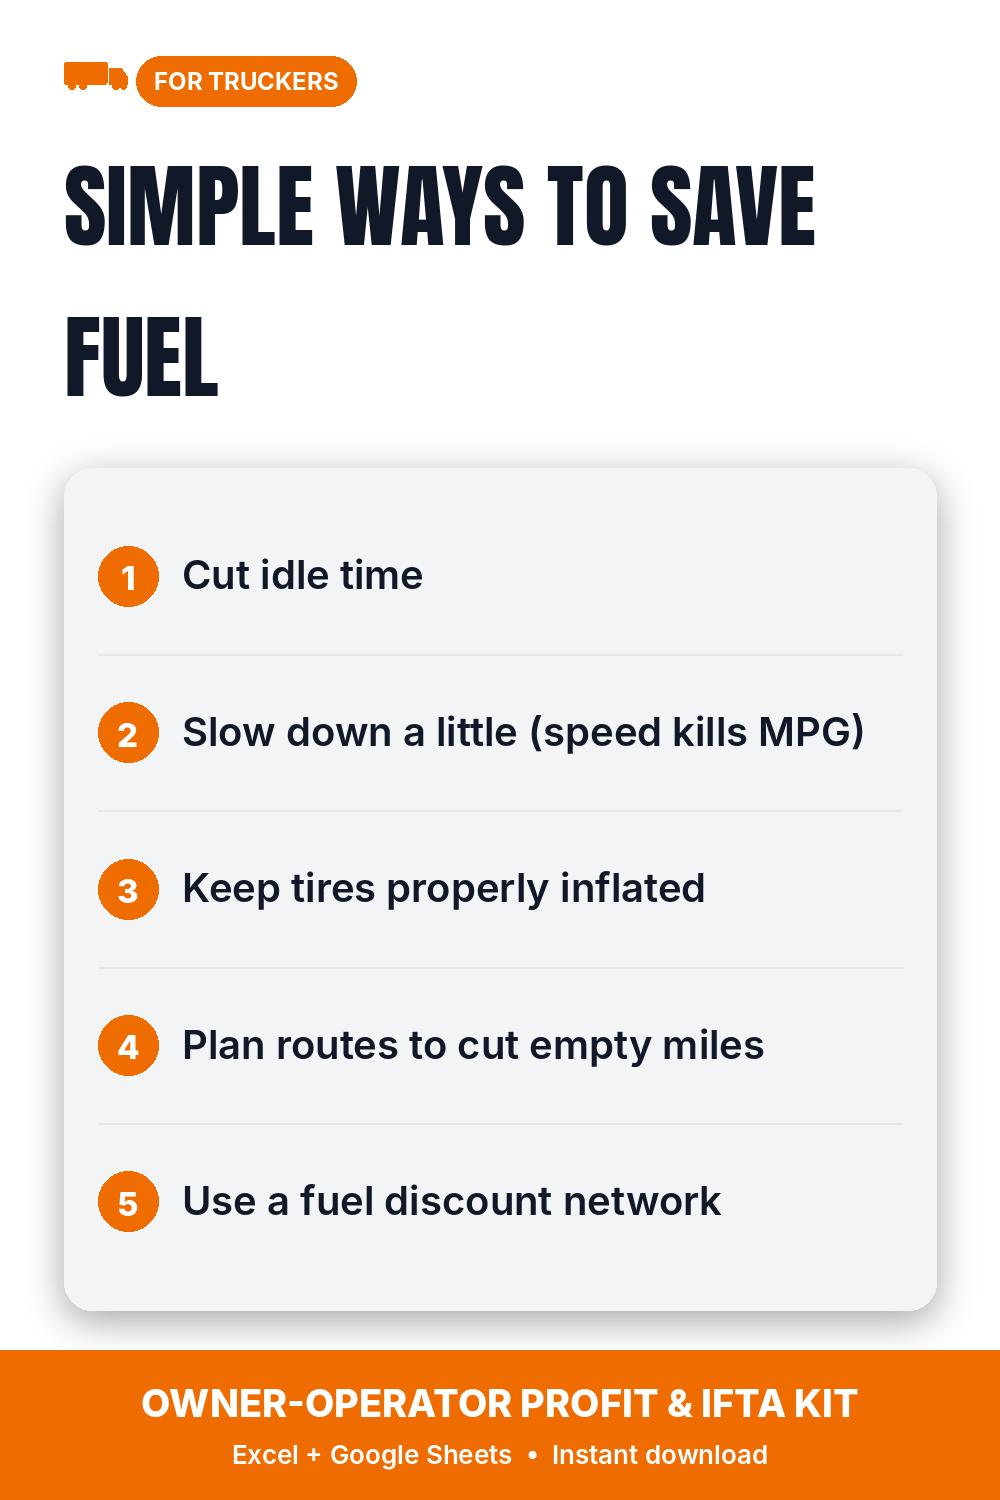 FOR TRUCKERS
SIMPLE WAYS TO SAVE
FUEL
1 Cut idle time
2 Slow down a little (speed kills MPG)
3 Keep tires properly inflated
4 Plan routes to cut empty miles
5 Use a fuel discount network
OWNER-OPERATOR PROFIT & IFTA KIT
Excel + Google Sheets • Instant download